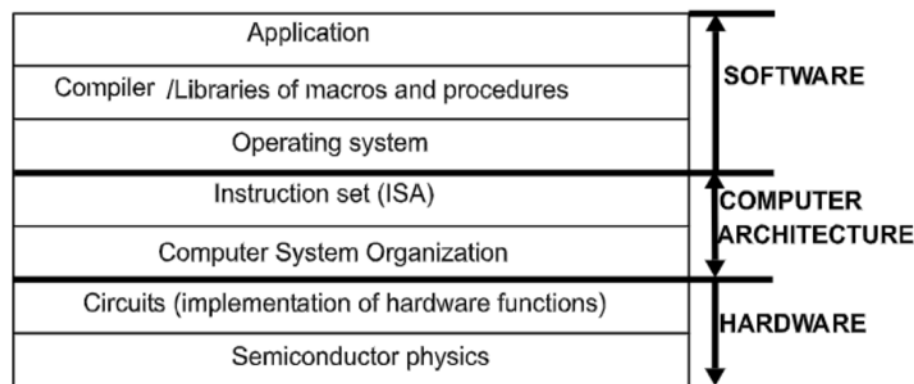 Application
Compiler /Libraries of macros and procedures
SOFTWARE
Operating system
Instruction set (ISA)
COMPUTER
ARCHITECTURE
Computer System Organization
Circuits (implementation of hardware functions)
HARDWARE
Semiconductor physics